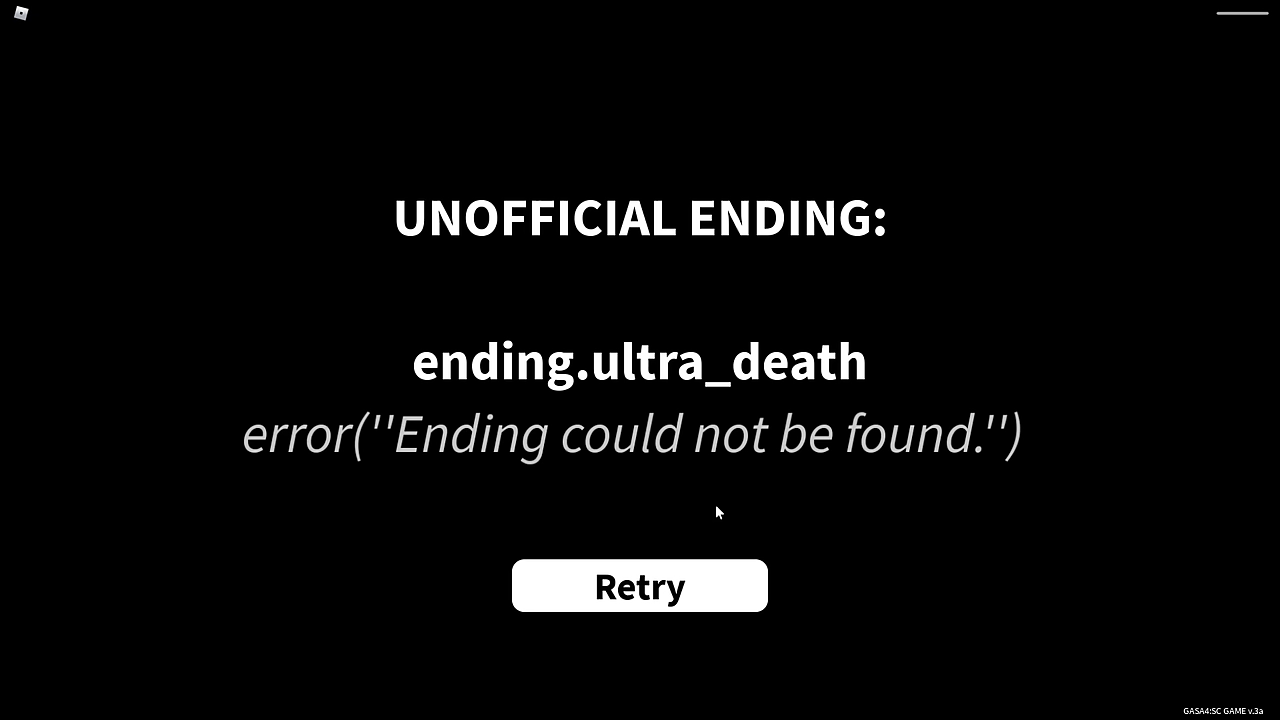 UNOFFICIAL ENDING:
ending.ultra_death
error(''Ending could not be found.'')
Retry
GASA4:SC GAME v.3a